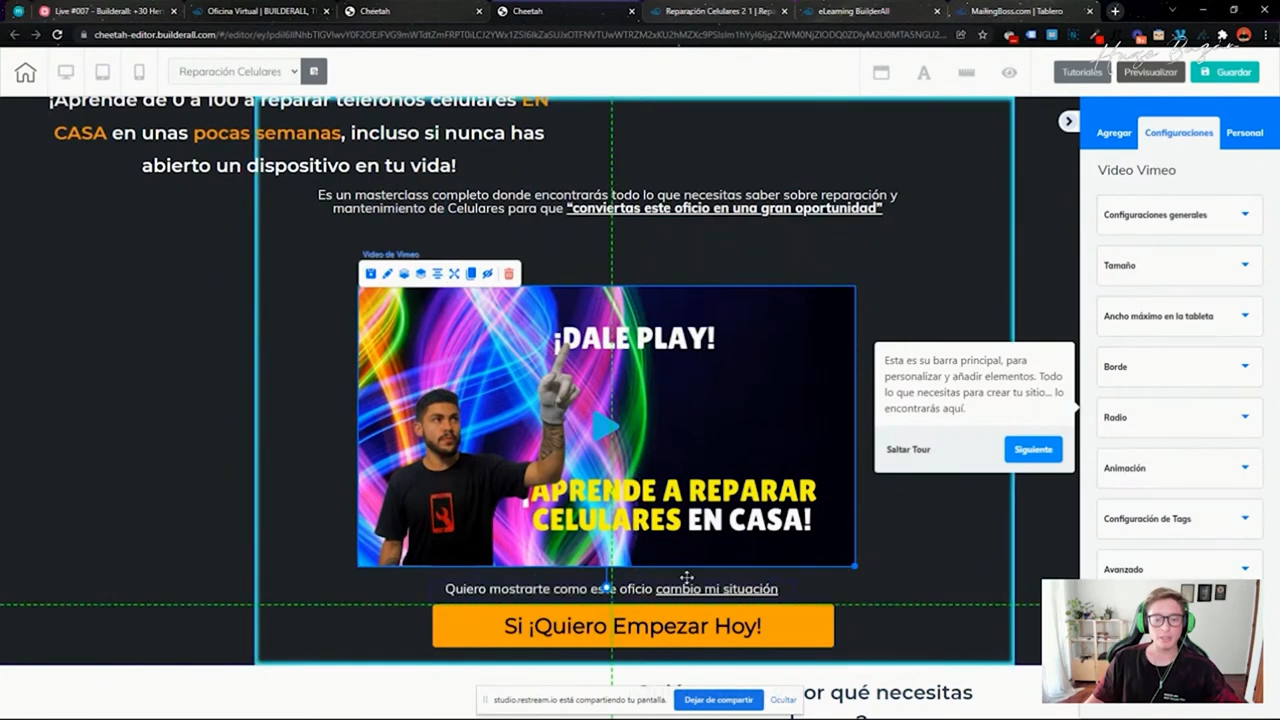 Live #007 - Builderall: +30 Her
Oficina Virtual | BUILDERALL, T
Cheetah
Cheetah
Reparación Celulares 2 1 | Rep
eLearning BuilderAll
MailingBoss.com | Tablero
Reparación Celulares
Tutoriales
Previsualizar
Guardar
Hugo Bazán
¡Aprende de 0 a 100 a reparar teléfonos celulares EN
CASA en unas pocas semanas, incluso si nunca has
abierto un dispositivo en tu vida!
Es un masterclass completo donde encontrarás todo lo que necesitas saber sobre reparación y
mantenimiento de Celulares para que "conviertas este oficio en una gran oportunidad"
Video de Vimeo
¡DALE PLAY!
¡APRENDE A REPARAR
CELULARES EN CASA!
Quiero mostrarte como este oficio cambio mi situación
Si ¡Quiero Empezar Hoy!
or qué necesitas
Esta es su barra principal, para
personalizar y añadir elementos. Todo
lo que necesitas para crear tu sitio... lo
encontrarás aquí.
Saltar Tour
Siguiente
Agregar
Configuraciones
Personal
Video Vimeo
Configuraciones generales
Tamaño
Ancho máximo en la tableta
Borde
Radio
Animación
Configuración de Tags
Avanzado
studio.restream.io está compartiendo tu pantalla.
Dejar de compartir
Ocultar